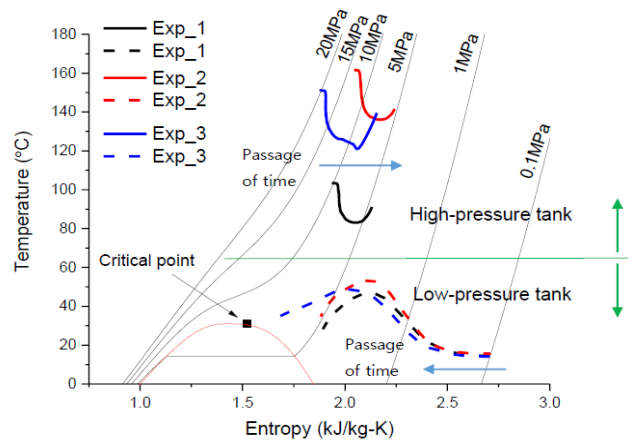 Exp_1
Exp_1
Exp_2
Exp_2
Exp_3
Exp_3
20MPa
15MPa
10MPa
5MPa
1MPa
0.1MPa
Passage
of time
High-pressure tank
Critical point
Low-pressure tank
Passage
of time
Temperature (°C)
180
160
140
120
100
80
60
40
20
0
1.0
1.5
2.0
2.5
3.0
Entropy (kJ/kg-K)